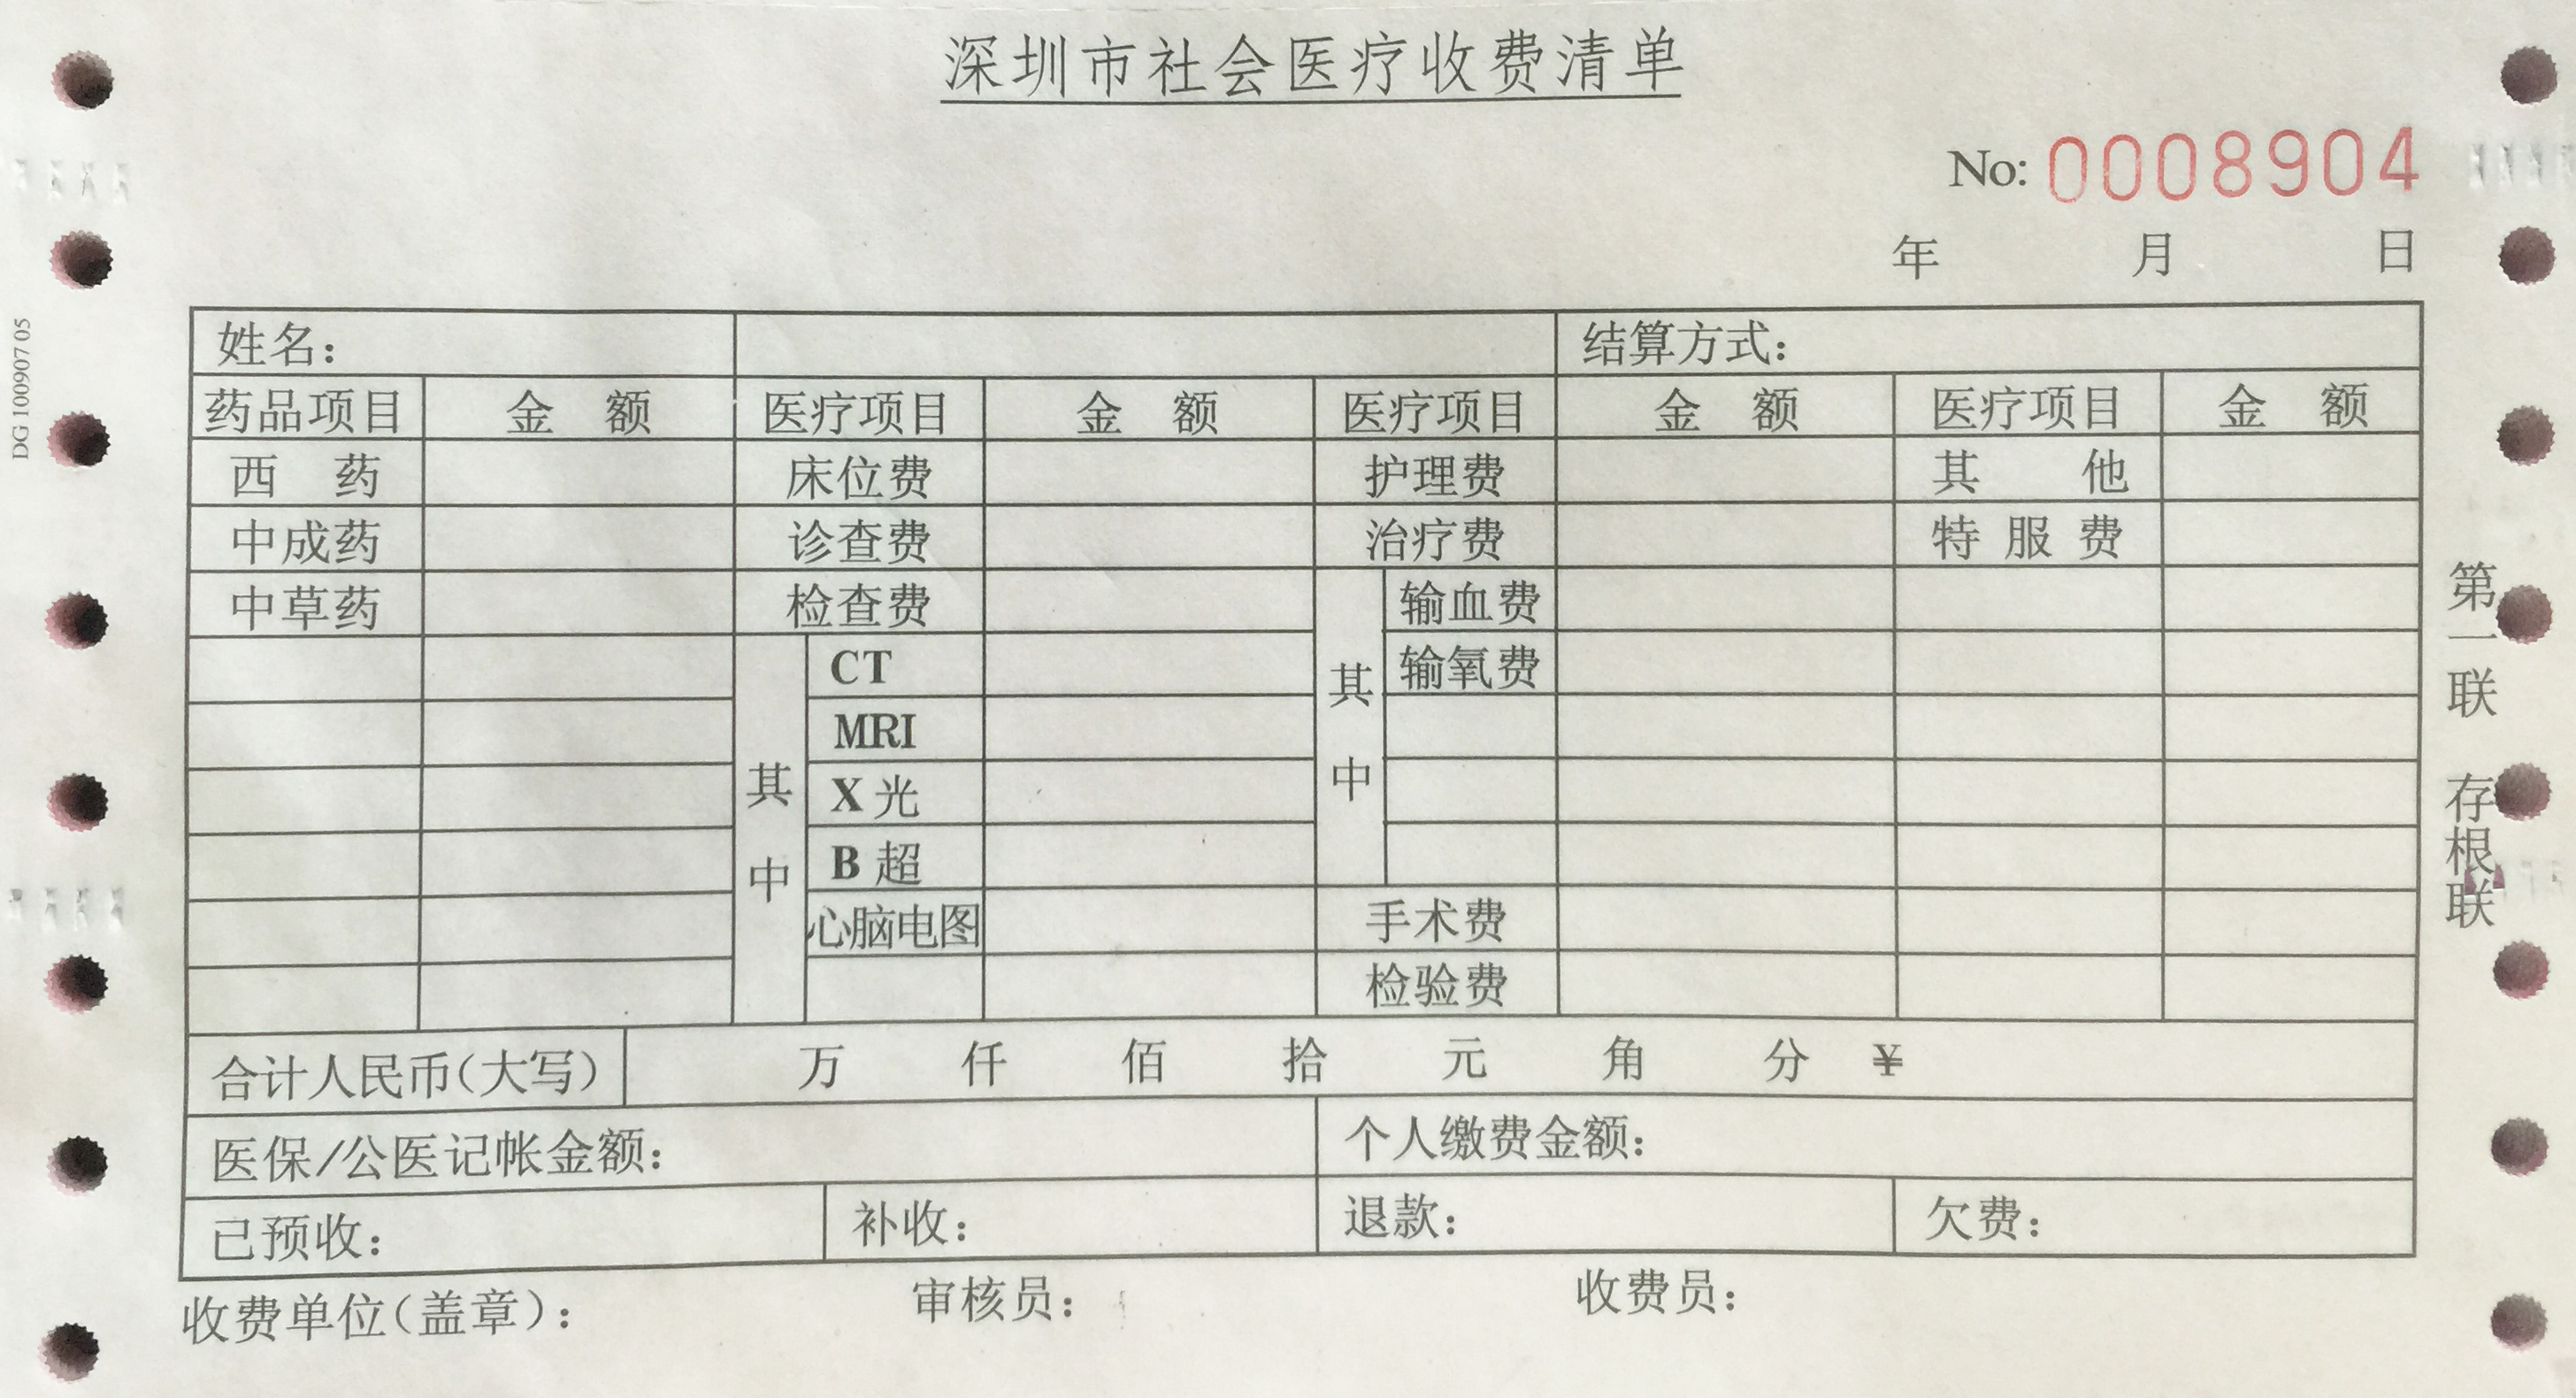 深圳市社会医疗收费清单
No: 0008904
年 月 日
DG 100907 05
姓名： 结算方式：
药品项目 金 额 医疗项目 金 额 医疗项目 金 额 医疗项目 金 额
西 药 床位费 护理费 其 他
中成药 诊查费 治疗费 特 服 费
中草药 检查费 其中 输血费
其中 CT 输氧费
MRI
X 光
B 超
心脑电图 手术费
检验费
合计人民币（大写） 万 仟 佰 拾 元 角 分 ¥
医保/公医记帐金额： 个人缴费金额：
已预收： 补收： 退款： 欠费：
收费单位（盖章）： 审核员： 收费员：
第一联 存根联